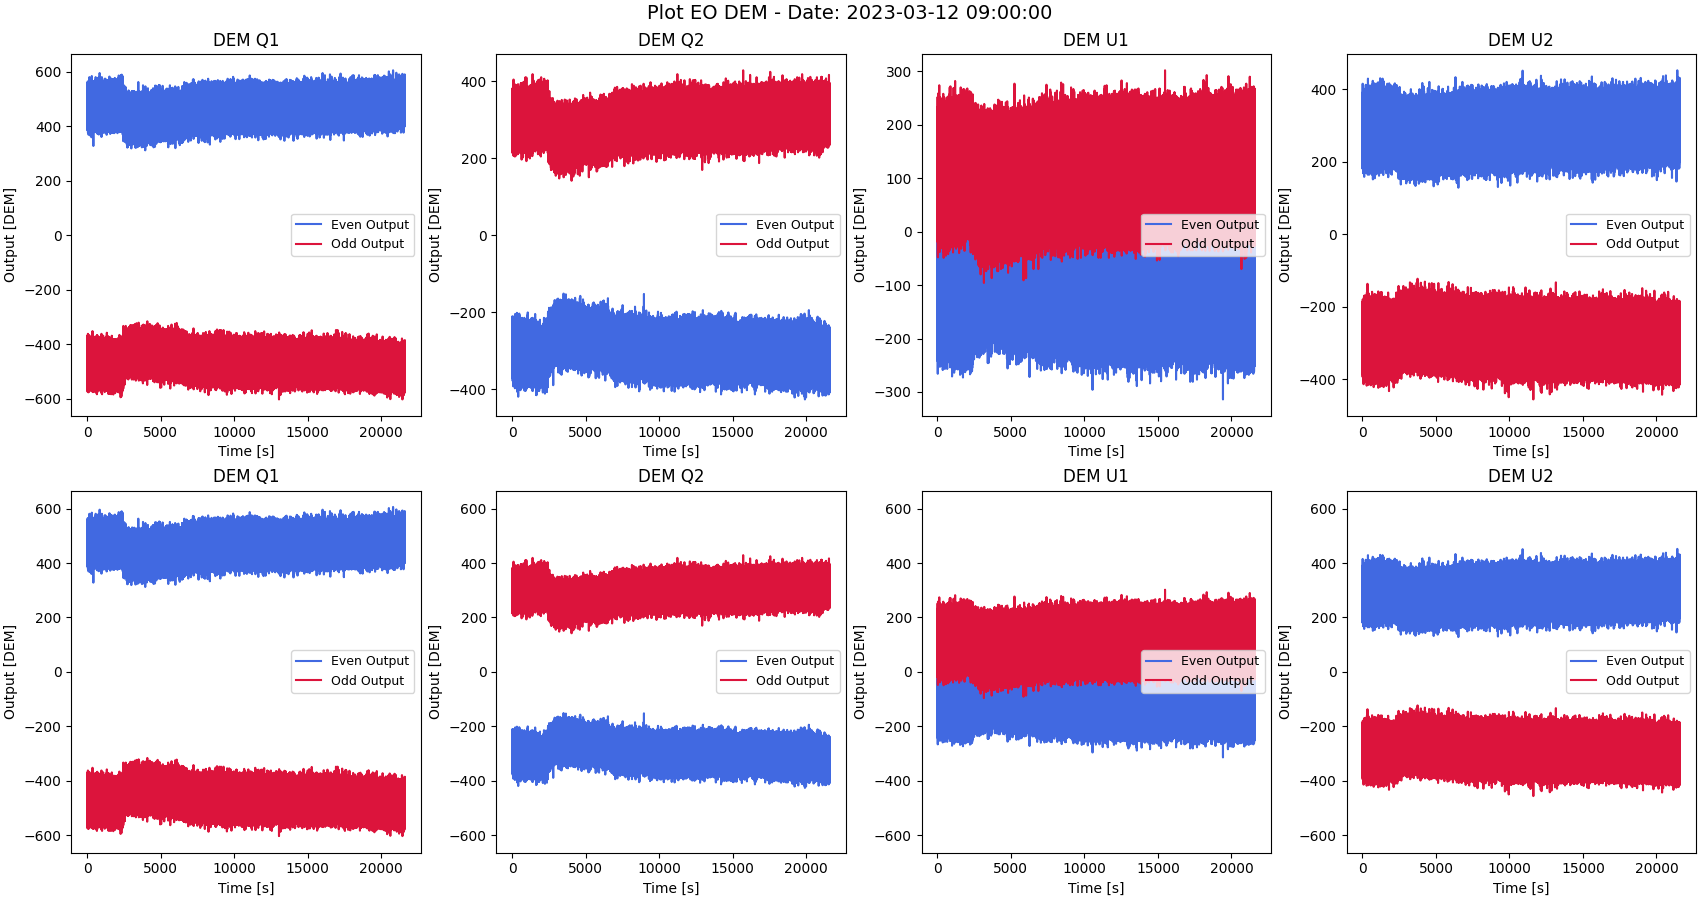 Plot EO DEM - Date: 2023-03-12 09:00:00
DEM Q1
600
400
200
0
−200
−400
−600
Output [DEM]
0 5000 10000 15000 20000
Time [s]
Even Output
Odd Output
DEM Q2
400
200
0
−200
−400
Output [DEM]
0 5000 10000 15000 20000
Time [s]
Even Output
Odd Output
DEM U1
300
200
100
0
−100
−200
−300
Output [DEM]
0 5000 10000 15000 20000
Time [s]
Even Output
Odd Output
DEM U2
400
200
0
−200
−400
Output [DEM]
0 5000 10000 15000 20000
Time [s]
Even Output
Odd Output
DEM Q1
600
400
200
0
−200
−400
−600
Output [DEM]
0 5000 10000 15000 20000
Time [s]
Even Output
Odd Output
DEM Q2
600
400
200
0
−200
−400
−600
Output [DEM]
0 5000 10000 15000 20000
Time [s]
Even Output
Odd Output
DEM U1
600
400
200
0
−200
−400
−600
Output [DEM]
0 5000 10000 15000 20000
Time [s]
Even Output
Odd Output
DEM U2
600
400
200
0
−200
−400
−600
Output [DEM]
0 5000 10000 15000 20000
Time [s]
Even Output
Odd Output